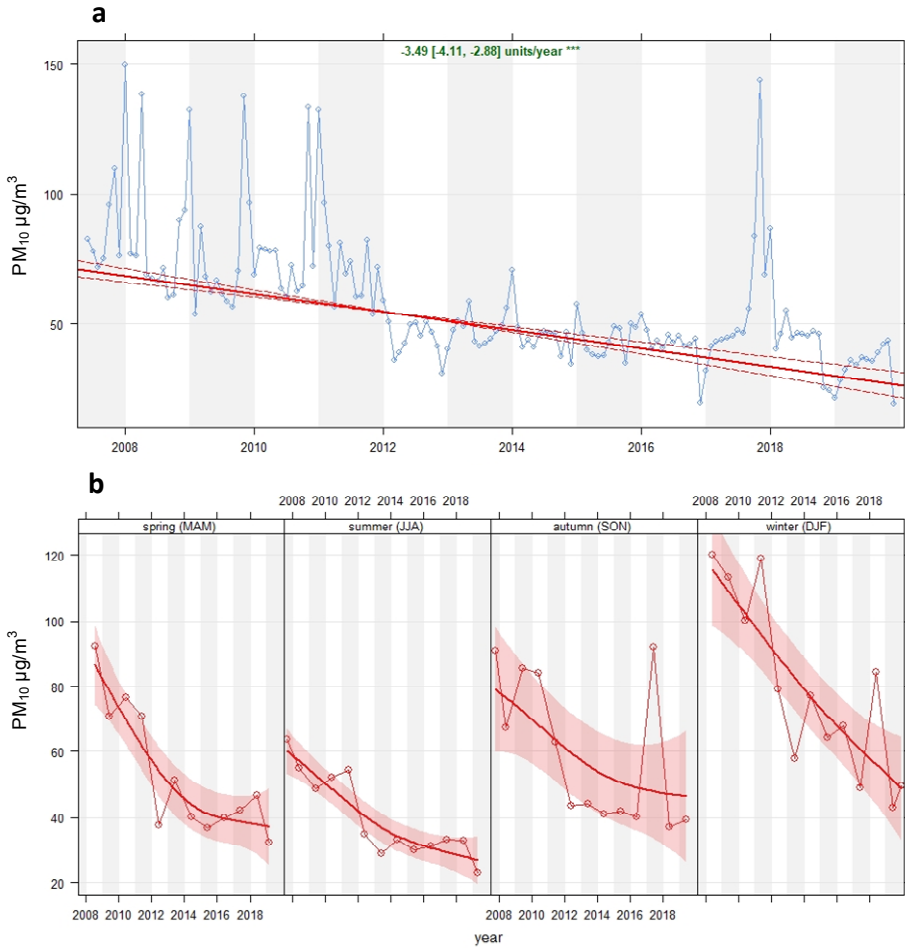 a
-3.49 [-4.11, -2.88] units/year ***
150
100
50
PM₁₀ µg/m³
2008 2010 2012 2014 2016 2018
b
2008 2010 2012 2014 2016 2018 2008 2010 2012 2014 2016 2018
spring (MAM) summer (JJA) autumn (SON) winter (DJF)
120
100
80
60
40
20
PM₁₀ µg/m³
2008 2010 2012 2014 2016 2018 2008 2010 2012 2014 2016 2018
year